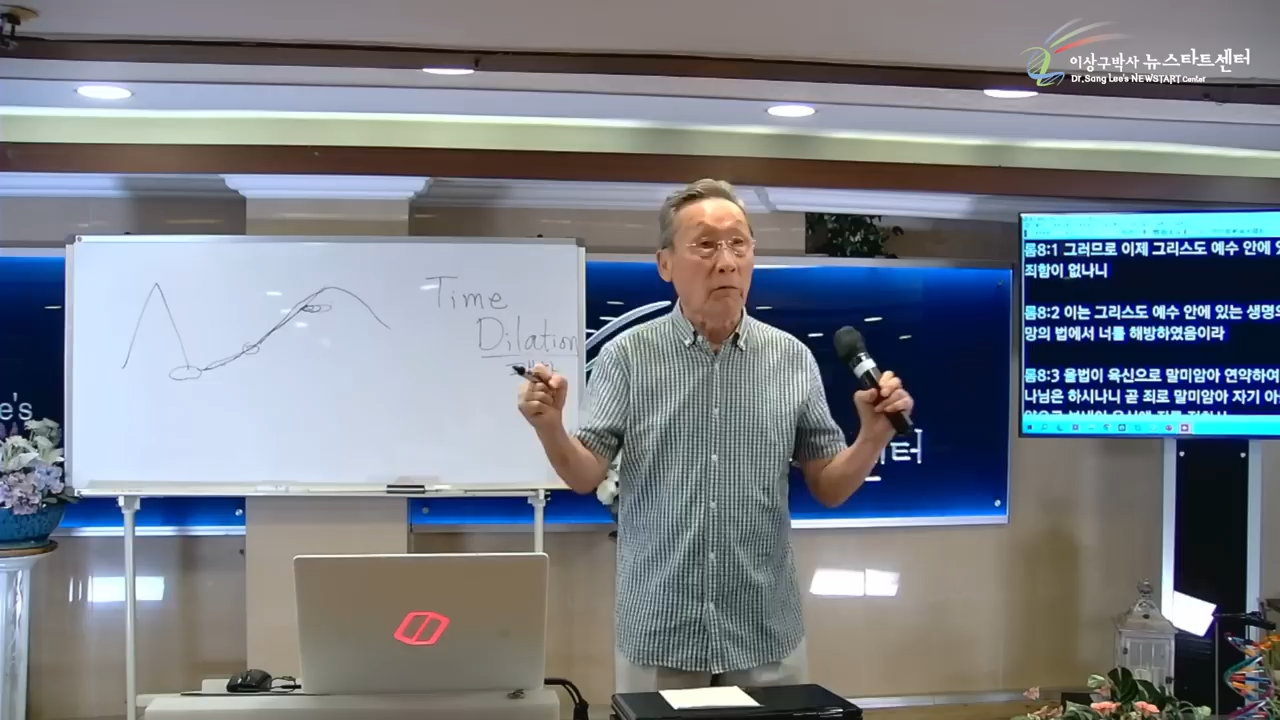 이상구박사 뉴스타트센터
Dr. Sang Lee's NEWSTART Center
Time
Dilation
e's
터
롬8:1 그러므로 이제 그리스도 예수 안에
죄함이 없나니
롬8:2 이는 그리스도 예수 안에 있는 생명의
망의 법에서 너를 해방하였음이라
롬8:3 율법이 육신으로 말미암아 연약하여
나님은 하시나니 곧 죄로 말미암아 자기 아